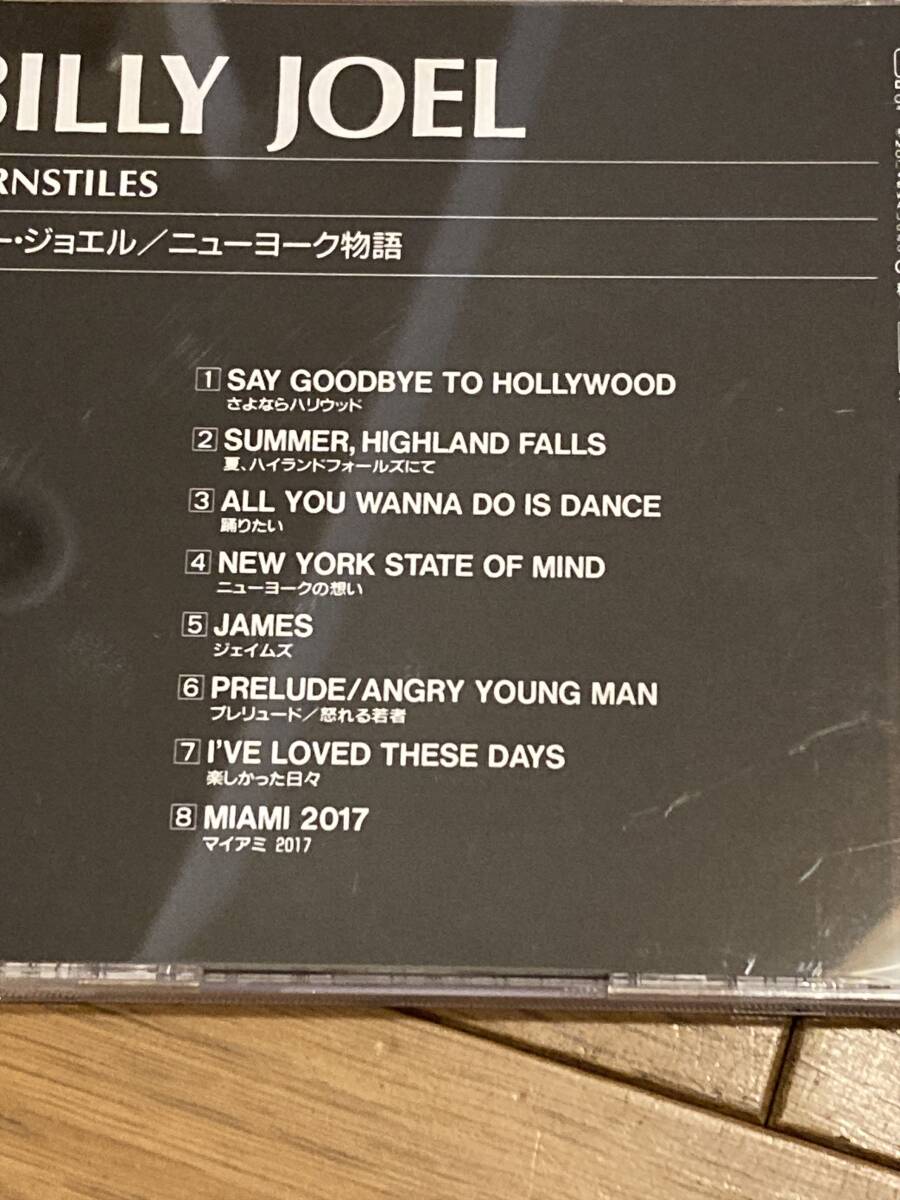 BILLY JOEL
RNSTILES
ー・ジョエル／ニューヨーク物語
1 SAY GOODBYE TO HOLLYWOOD
さよならハリウッド
2 SUMMER, HIGHLAND FALLS
夏、ハイランドフォールズにて
3 ALL YOU WANNA DO IS DANCE
踊りたい
4 NEW YORK STATE OF MIND
ニューヨークの想い
5 JAMES
ジェイムズ
6 PRELUDE/ANGRY YOUNG MAN
プレリュード／怒れる若者
7 I'VE LOVED THESE DAYS
楽しかった日々
8 MIAMI 2017
マイアミ 2017